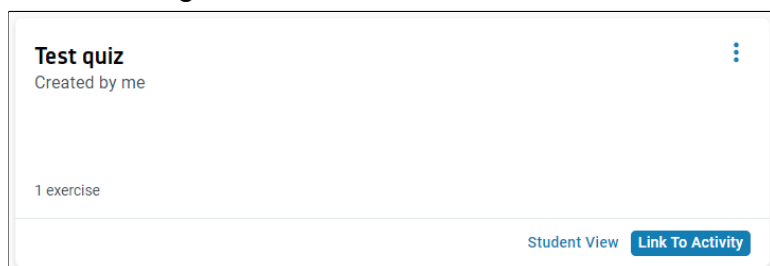 Test quiz
Created by me
1 exercise
Student View Link To Activity